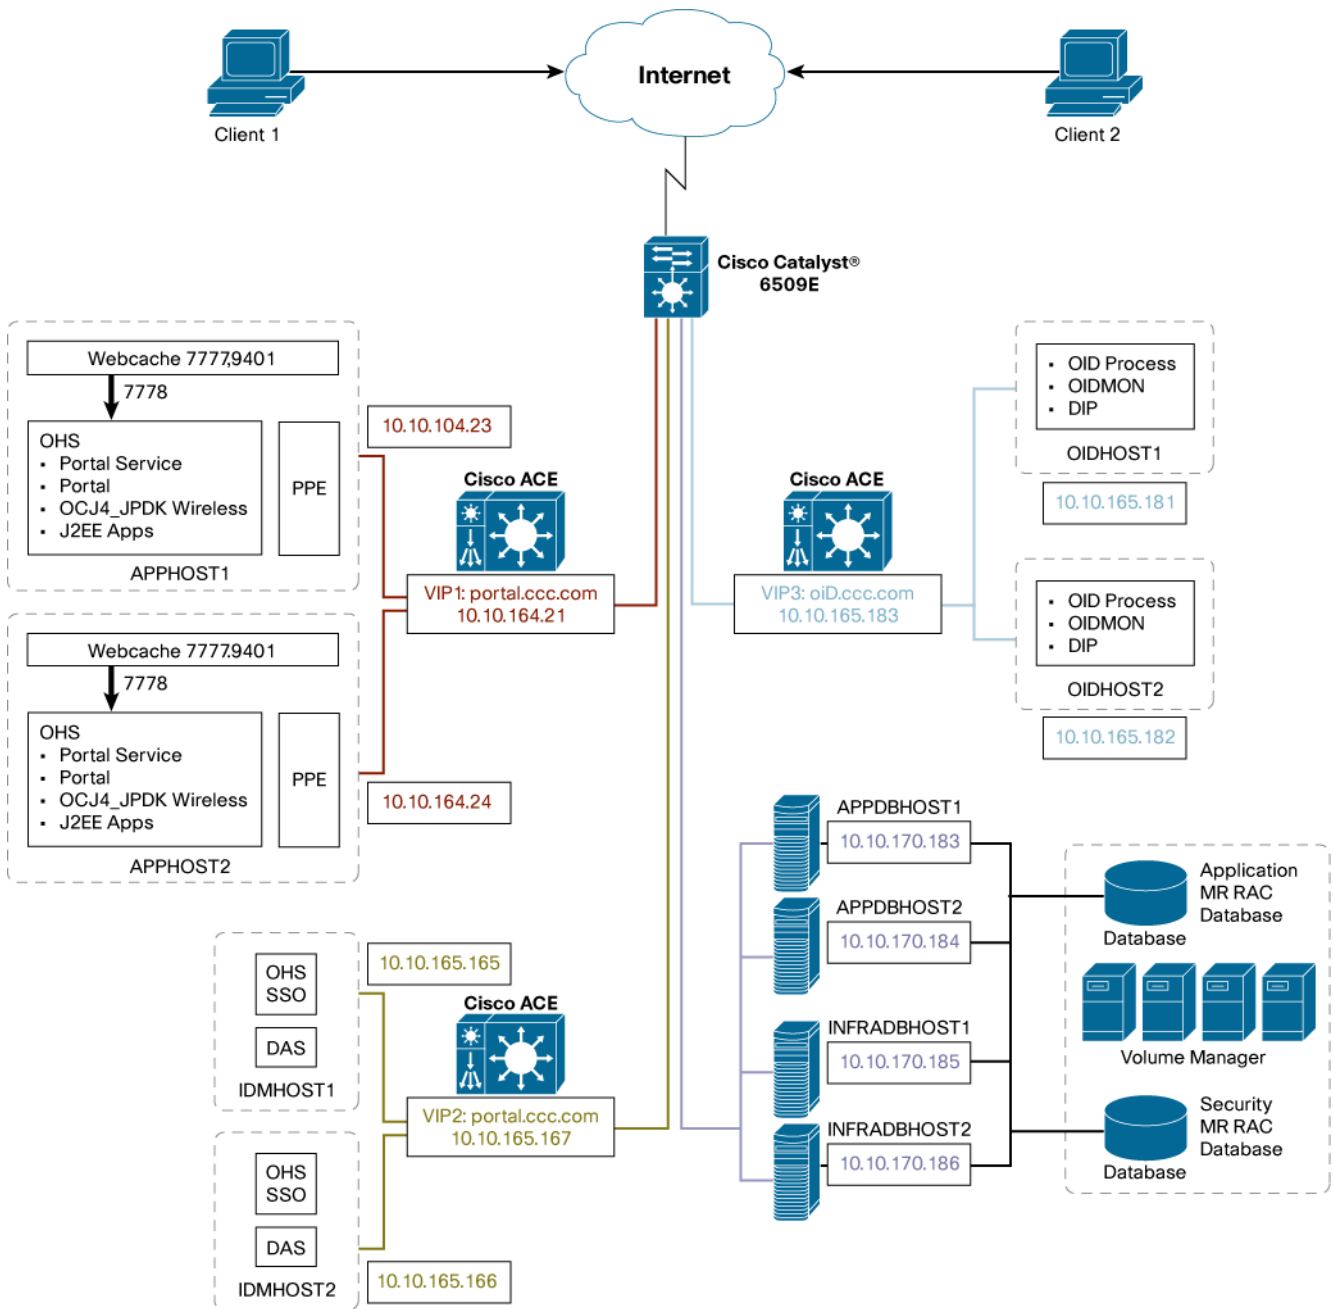 Internet
Client 1
Client 2
Cisco Catalyst®
6509E
Webcache 7777,9401
7778
OHS
▪ Portal Service
▪ Portal
▪ OCJ4_JPDK Wireless
▪ J2EE Apps
PPE
APPHOST1
10.10.104.23
Cisco ACE
VIP1: portal.ccc.com
10.10.164.21
Webcache 7777.9401
7778
OHS
▪ Portal Service
▪ Portal
▪ OCJ4_JPDK Wireless
▪ J2EE Apps
PPE
APPHOST2
10.10.164.24
Cisco ACE
VIP3: oiD.ccc.com
10.10.165.183
▪ OID Process
▪ OIDMON
▪ DIP
OIDHOST1
10.10.165.181
▪ OID Process
▪ OIDMON
▪ DIP
OIDHOST2
10.10.165.182
OHS
SSO
DAS
IDMHOST1
10.10.165.165
Cisco ACE
VIP2: portal.ccc.com
10.10.165.167
OHS
SSO
DAS
IDMHOST2
10.10.165.166
APPDBHOST1
10.10.170.183
APPDBHOST2
10.10.170.184
INFRADBHOST1
10.10.170.185
INFRADBHOST2
10.10.170.186
Application
MR RAC
Database
Database
Volume Manager
Security
MR RAC
Database
Database